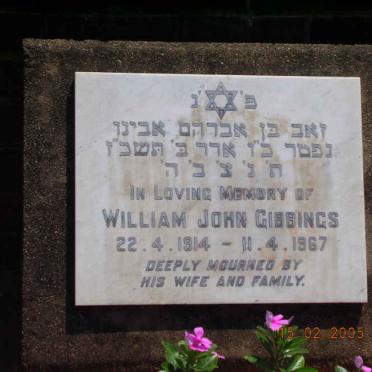 פ' 'נ
זאב בן אברהם אבינו
נפטר כ'ו אדר ב' תשכ'ז
ת' נ' צ' ב' ה
IN LOVING MEMORY OF
WILLIAM JOHN GIBBINGS
22.4.1914 - 11.4.1967
DEEPLY MOURNED BY
HIS WIFE AND FAMILY.
15 02 2005